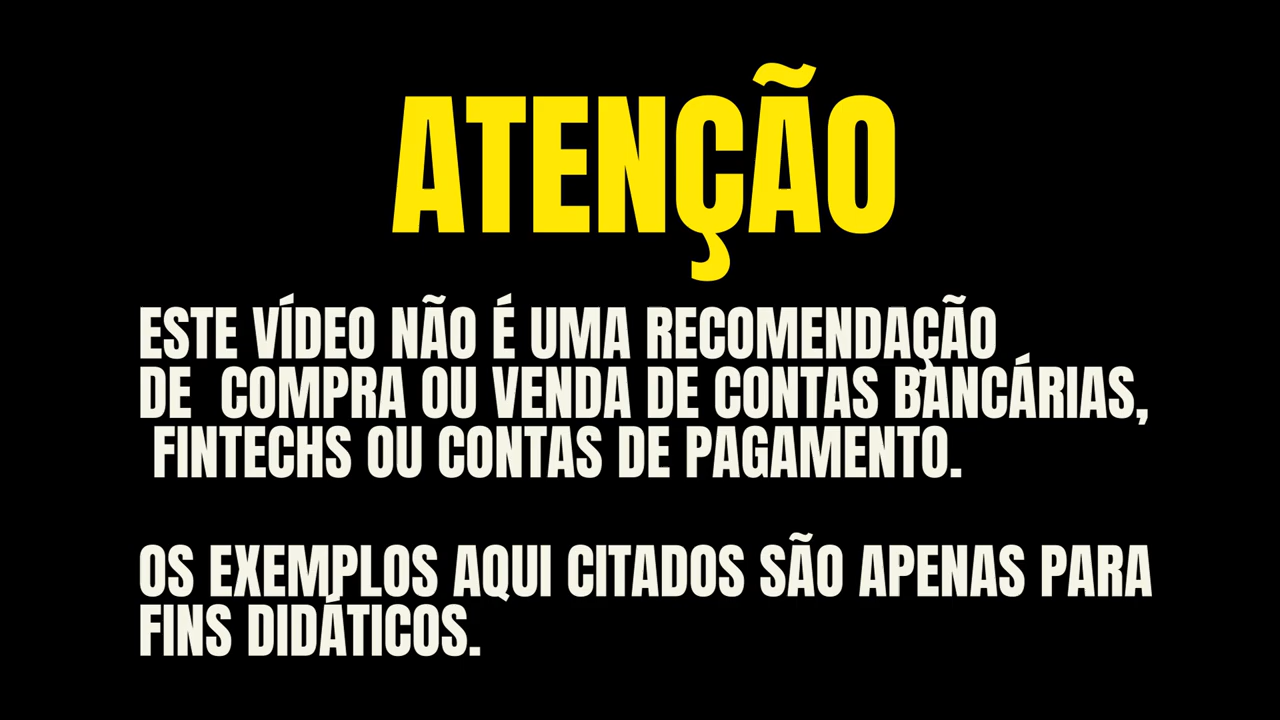 ATENÇÃO
ESTE VÍDEO NÃO É UMA RECOMENDAÇÃO
DE COMPRA OU VENDA DE CONTAS BANCÁRIAS,
FINTECHS OU CONTAS DE PAGAMENTO.
OS EXEMPLOS AQUI CITADOS SÃO APENAS PARA
FINS DIDÁTICOS.